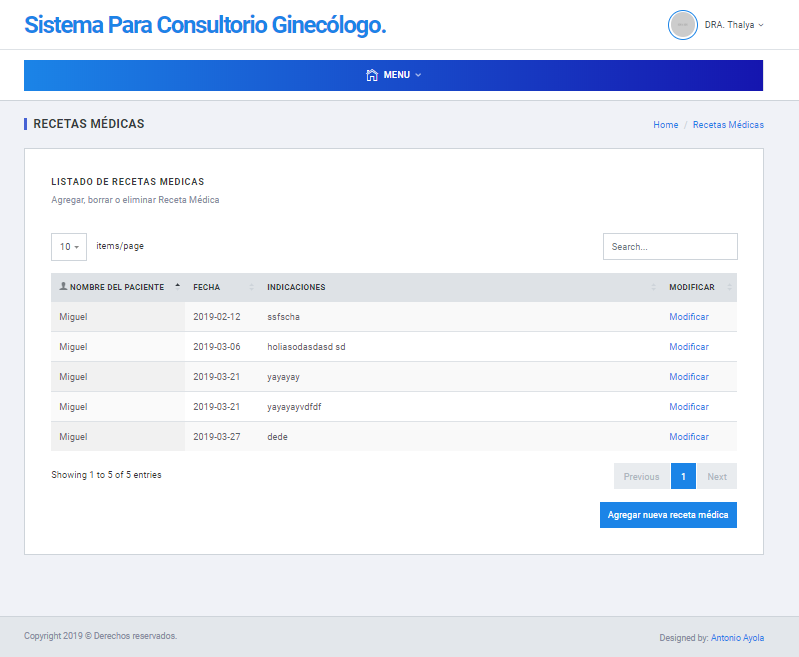 Sistema Para Consultorio Ginecólogo.
DRA. Thalya
MENU
RECETAS MÉDICAS
Home / Recetas Médicas
LISTADO DE RECETAS MEDICAS
Agregar, borrar o eliminar Receta Médica
10 items/page
Search...
NOMBRE DEL PACIENTE FECHA INDICACIONES MODIFICAR
Miguel 2019-02-12 ssfscha Modificar
Miguel 2019-03-06 holiasodasdasd sd Modificar
Miguel 2019-03-21 yayayay Modificar
Miguel 2019-03-21 yayayayvdfdf Modificar
Miguel 2019-03-27 dede Modificar
Showing 1 to 5 of 5 entries
Previous 1 Next
Agregar nueva receta médica
Copyright 2019 © Derechos reservados.
Designed by: Antonio Ayola